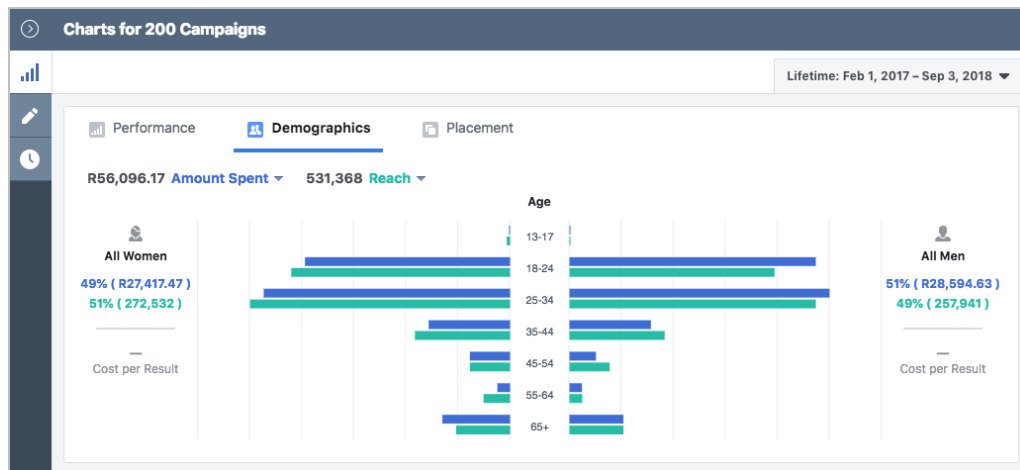 Charts for 200 Campaigns
Lifetime: Feb 1, 2017 – Sep 3, 2018
Performance Demographics Placement
R56,096.17 Amount Spent 531,368 Reach
Age
All Women
49% ( R27,417.47 )
51% ( 272,532 )
—
Cost per Result
13-17
18-24
25-34
35-44
45-54
55-64
65+
All Men
51% ( R28,594.63 )
49% ( 257,941 )
—
Cost per Result